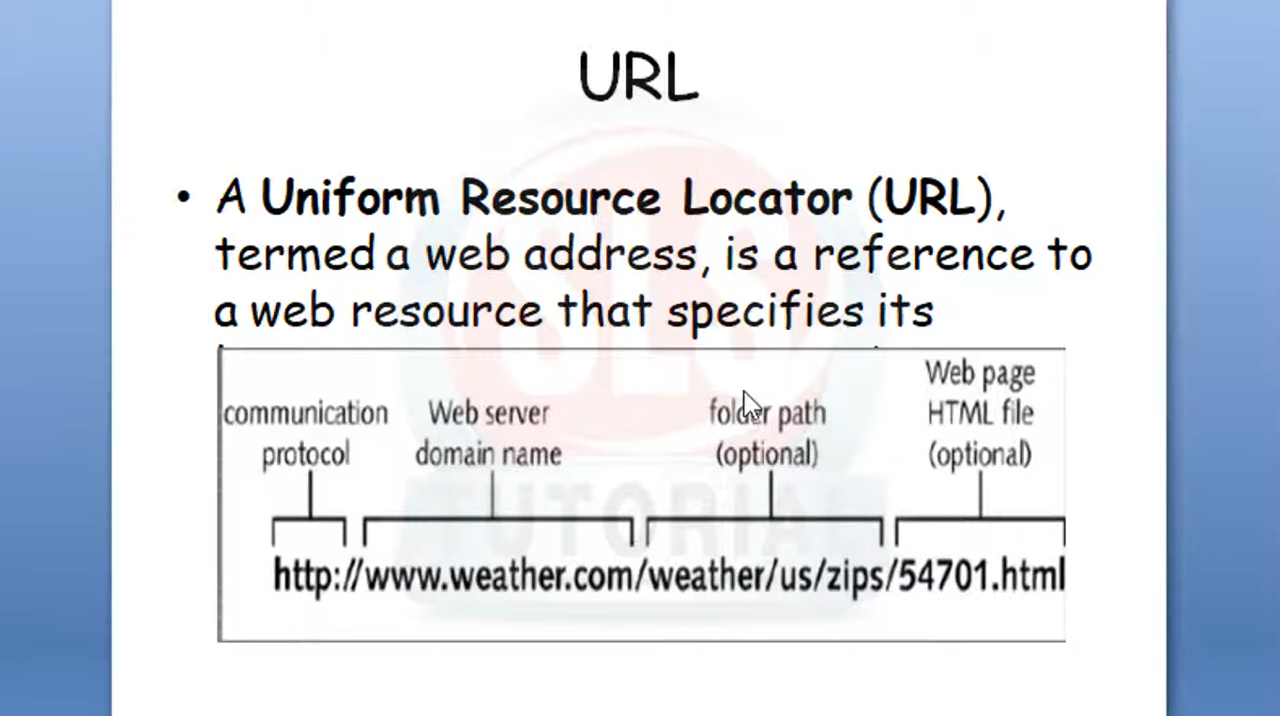 URL
• A Uniform Resource Locator (URL),
termed a web address, is a reference to
a web resource that specifies its
communication protocol
Web server domain name
folder path (optional)
Web page HTML file (optional)
http://www.weather.com/weather/us/zips/54701.html
SLS
TUTORIAL